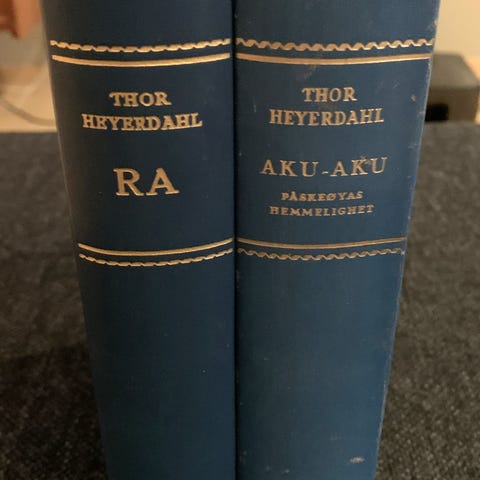 THOR
HEYERDAHL
RA
THOR
HEYERDAHL
AKU-AKU
PÅSKEØYAS
HEMMELIGHET